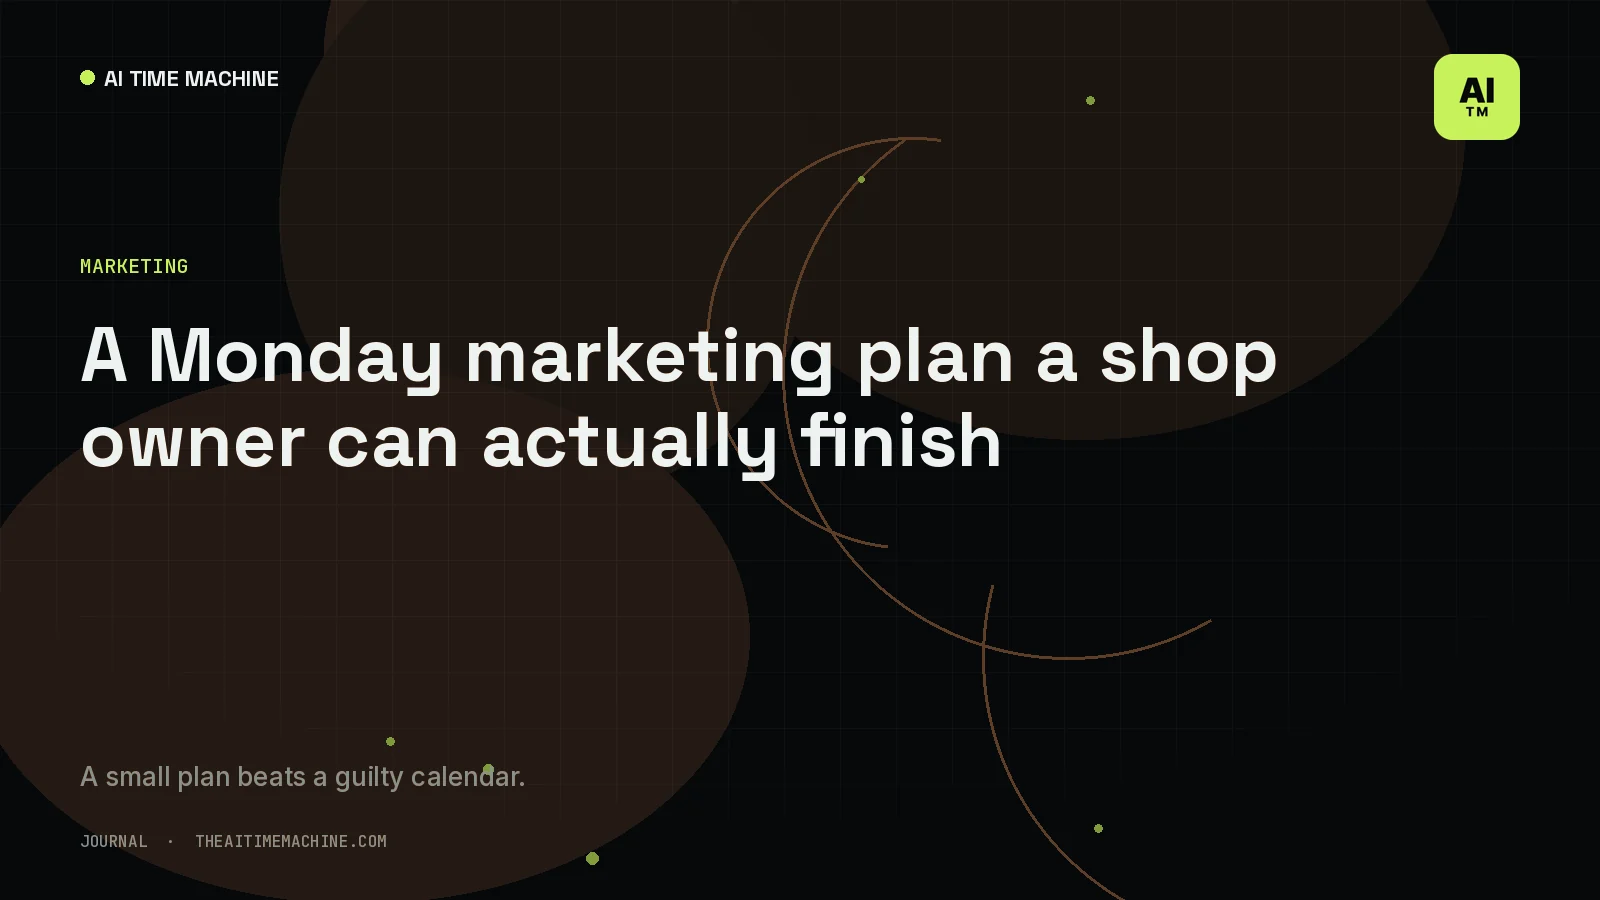 AI TIME MACHINE
AI
TM
MARKETING
A Monday marketing plan a shop
owner can actually finish
A small plan beats a guilty calendar.
JOURNAL · THEAITIMEMACHINE.COM